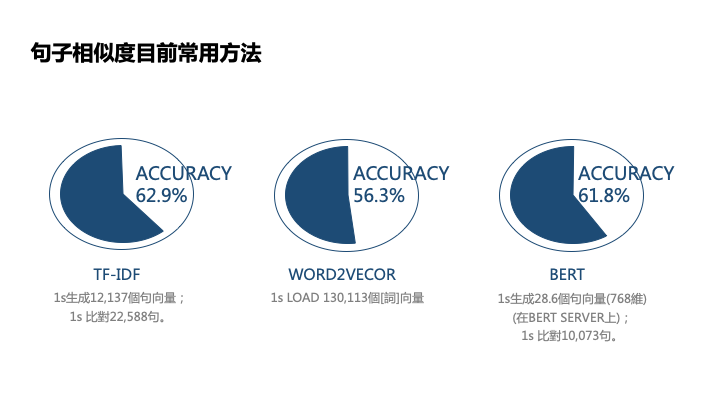 句子相似度目前常用方法
ACCURACY
62.9%
TF-IDF
1s生成12,137個句向量；
1s 比對22,588句。
ACCURACY
56.3%
WORD2VECOR
1s LOAD 130,113個[詞]向量
ACCURACY
61.8%
BERT
1s生成28.6個句向量(768維)
(在BERT SERVER上)；
1s 比對10,073句。